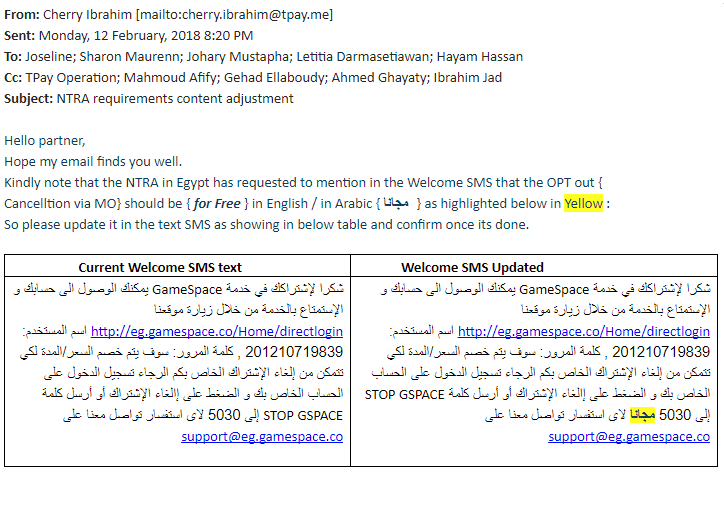 From: Cherry Ibrahim [mailto:cherry.ibrahim@tpay.me]
Sent: Monday, 12 February, 2018 8:20 PM
To: Joseline; Sharon Maurenn; Johary Mustapha; Letitia Darmasetiawan; Hayam Hassan
Cc: TPay Operation; Mahmoud Afify; Gehad Ellaboudy; Ahmed Ghayaty; Ibrahim Jad
Subject: NTRA requirements content adjustment
Hello partner,
Hope my email finds you well.
Kindly note that the NTRA in Egypt has requested to mention in the Welcome SMS that the OPT out {
Cancelltion via MO} should be { for Free } in English / in Arabic { مجانا } as highlighted below in Yellow :
So please update it in the text SMS as showing in below table and confirm once its done.
Current Welcome SMS text
شكرا لإشتراكك في خدمة GameSpace يمكنك الوصول الى حسابك و
الإستمتاع بالخدمة من خلال زيارة موقعنا
http://eg.gamespace.co/Home/directlogin اسم المستخدم:
201210719839 , كلمة المرور: سوف يتم خصم السعر/المدة لكي
تتمكن من إلغاء الإشتراك الخاص بكم الرجاء تسجيل الدخول على
الحساب الخاص بك و الضغط على إالغاء الإشتراك أو أرسل كلمة
STOP GSPACE إلى 5030 لاى استفسار تواصل معنا على
support@eg.gamespace.co
Welcome SMS Updated
شكرا لإشتراكك في خدمة GameSpace يمكنك الوصول الى حسابك و
الإستمتاع بالخدمة من خلال زيارة موقعنا
http://eg.gamespace.co/Home/directlogin اسم المستخدم:
201210719839 , كلمة المرور: سوف يتم خصم السعر/المدة لكي
تتمكن من إلغاء الإشتراك الخاص بكم الرجاء تسجيل الدخول على الحساب
الخاص بك و الضغط على إالغاء الإشتراك أو أرسل كلمة STOP GSPACE
إلى 5030 مجانا لاى استفسار تواصل معنا على
support@eg.gamespace.co